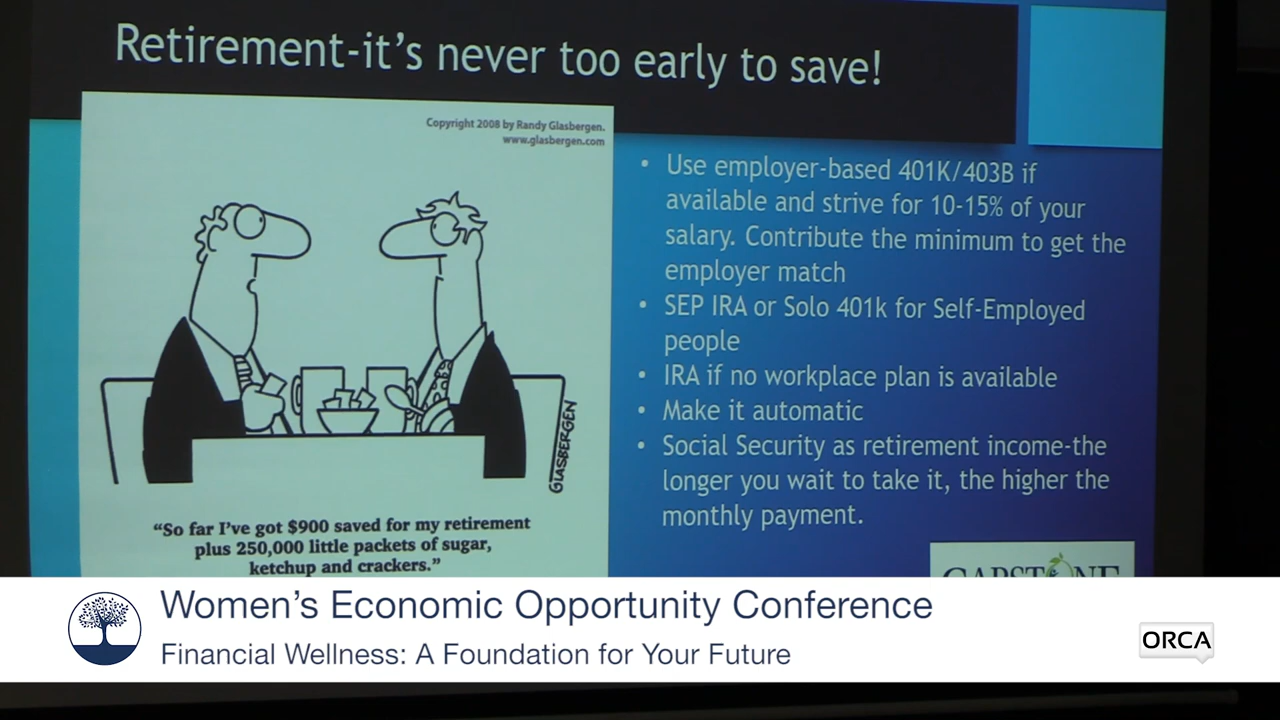 Retirement-it's never too early to save!
Copyright 2008 by Randy Glasbergen.
www.glasbergen.com
GLASBERGEN
"So far I've got $900 saved for my retirement
plus 250,000 little packets of sugar,
ketchup and crackers."
• Use employer-based 401K/403B if
available and strive for 10-15% of your
salary. Contribute the minimum to get the
employer match
• SEP IRA or Solo 401k for Self-Employed
people
• IRA if no workplace plan is available
• Make it automatic
• Social Security as retirement income-the
longer you wait to take it, the higher the
monthly payment.
CAPSTONE
Women's Economic Opportunity Conference
Financial Wellness: A Foundation for Your Future
ORCA